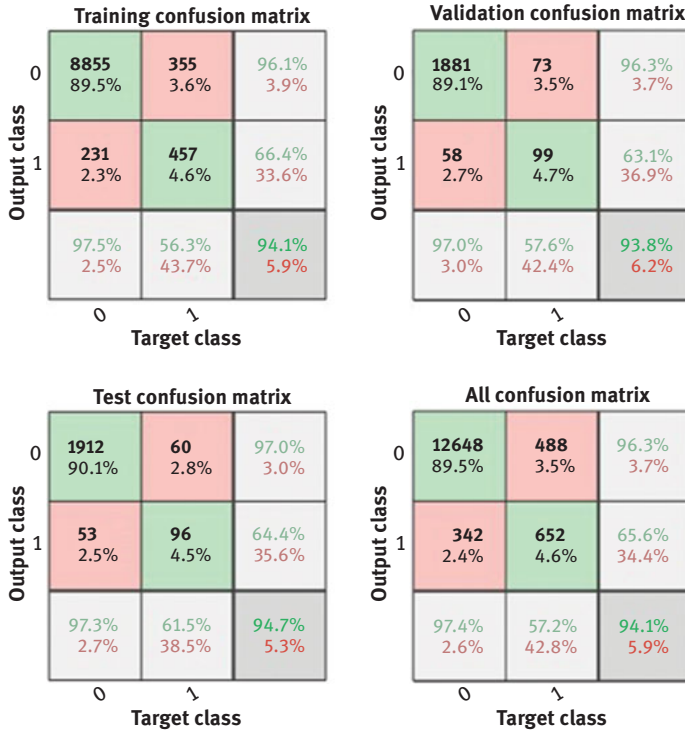 Training confusion matrix
0
8855 355 96.1%
89.5% 3.6% 3.9%
1
231 457 66.4%
2.3% 4.6% 33.6%
97.5% 56.3% 94.1%
2.5% 43.7% 5.9%
0 1
Output class
Target class
Validation confusion matrix
0
1881 73 96.3%
89.1% 3.5% 3.7%
1
58 99 63.1%
2.7% 4.7% 36.9%
97.0% 57.6% 93.8%
3.0% 42.4% 6.2%
0 1
Output class
Target class
Test confusion matrix
0
1912 60 97.0%
90.1% 2.8% 3.0%
1
53 96 64.4%
2.5% 4.5% 35.6%
97.3% 61.5% 94.7%
2.7% 38.5% 5.3%
0 1
Output class
Target class
All confusion matrix
0
12648 488 96.3%
89.5% 3.5% 3.7%
1
342 652 65.6%
2.4% 4.6% 34.4%
97.4% 57.2% 94.1%
2.6% 42.8% 5.9%
0 1
Output class
Target class